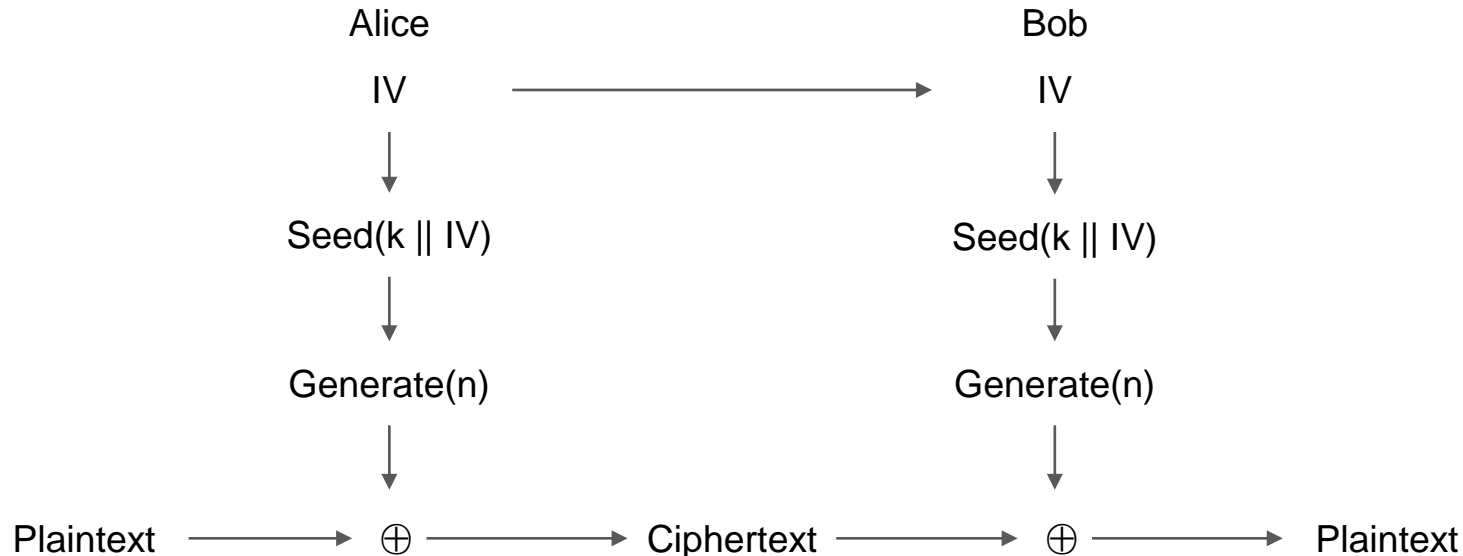 Alice Bob
IV IV
Seed(k || IV) Seed(k || IV)
Generate(n) Generate(n)
Plaintext ⊕ Ciphertext ⊕ Plaintext